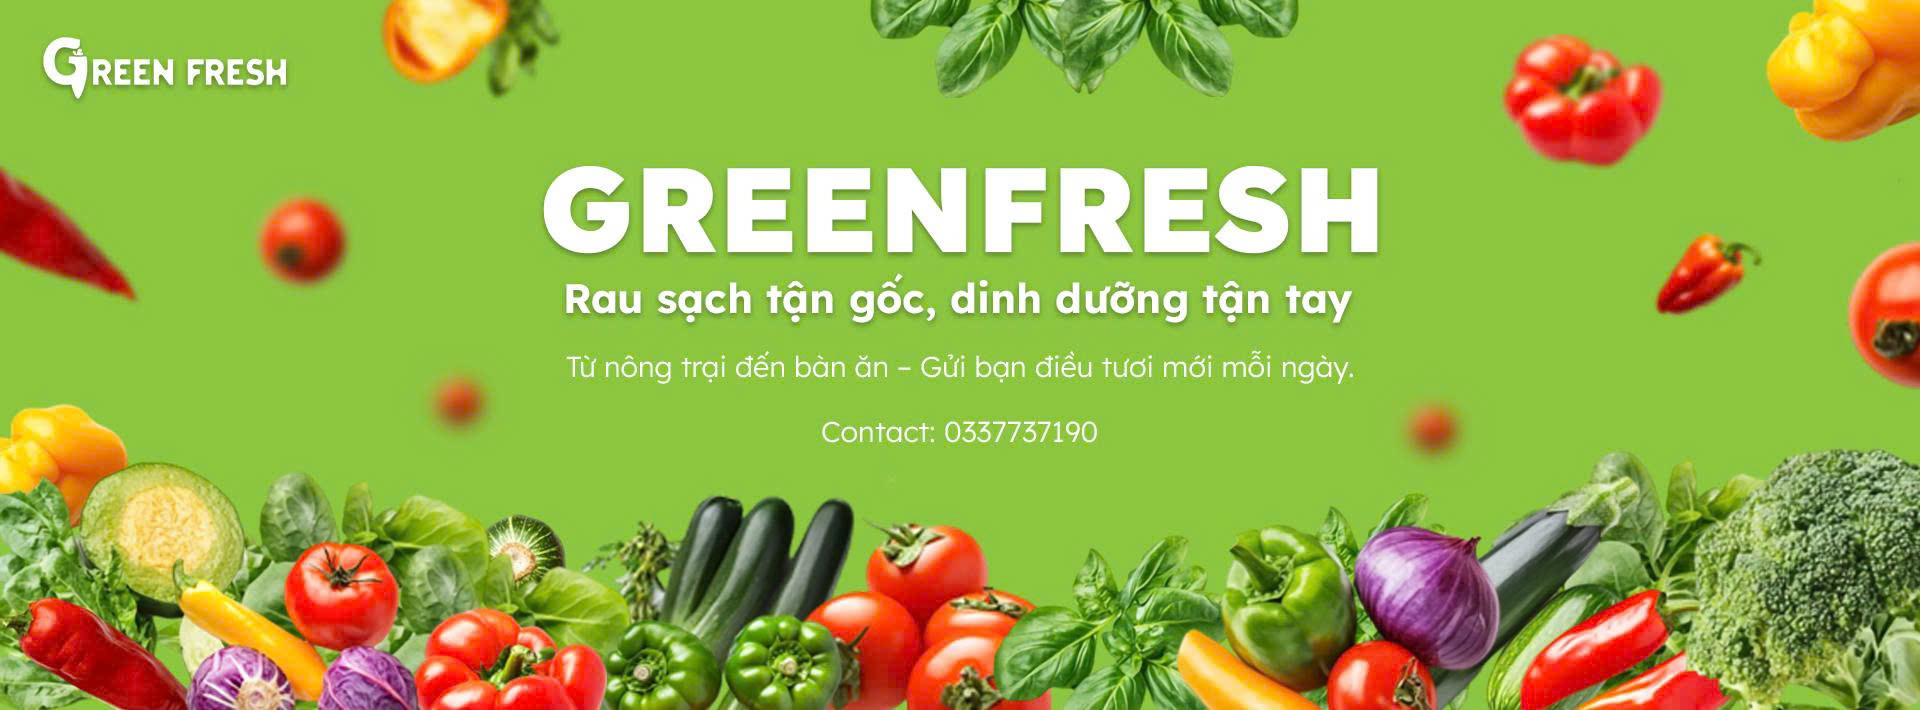 GREEN FRESH
GREENFRESH
Rau sạch tận gốc, dinh dưỡng tận tay
Từ nông trại đến bàn ăn – Gửi bạn điều tươi mới mỗi ngày.
Contact: 0337737190